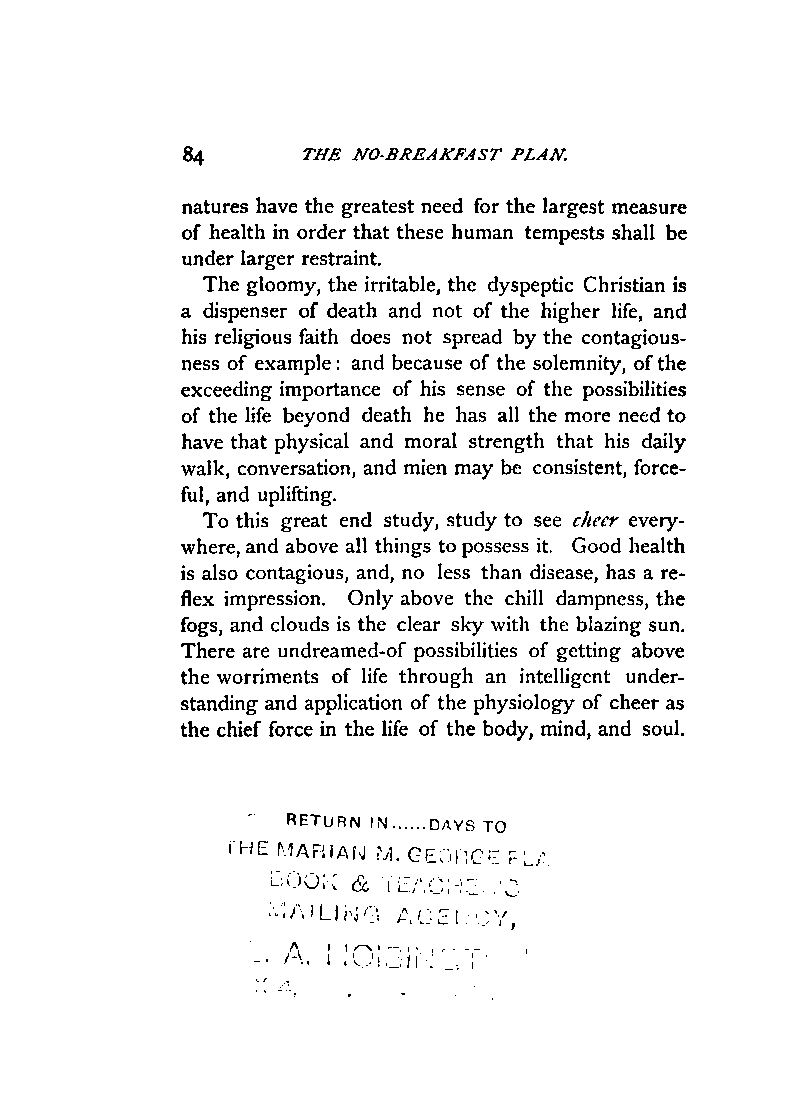 84 THE NO-BREAKFAST PLAN.
natures have the greatest need for the largest measure
of health in order that these human tempests shall be
under larger restraint.
The gloomy, the irritable, the dyspeptic Christian is
a dispenser of death and not of the higher life, and
his religious faith does not spread by the contagious-
ness of example: and because of the solemnity, of the
exceeding importance of his sense of the possibilities
of the life beyond death he has all the more need to
have that physical and moral strength that his daily
walk, conversation, and mien may be consistent, force-
ful, and uplifting.
To this great end study, study to see cheer every-
where, and above all things to possess it. Good health
is also contagious, and, no less than disease, has a re-
flex impression. Only above the chill dampness, the
fogs, and clouds is the clear sky with the blazing sun.
There are undreamed-of possibilities of getting above
the worriments of life through an intelligent under-
standing and application of the physiology of cheer as
the chief force in the life of the body, mind, and soul.
RETURN IN......DAYS TO
THE MARIAN M. GEORGE
BOOK &
MAILING AGENCY,
A.